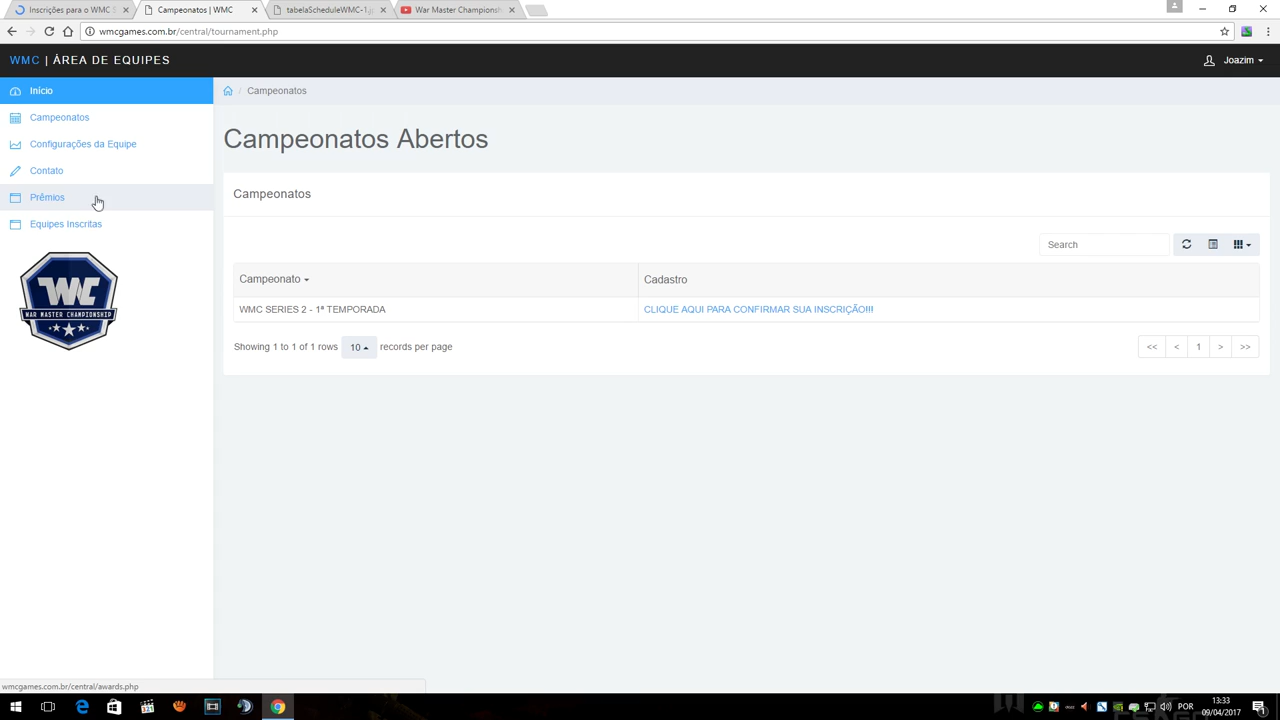 Inscrições para o WMC S
Campeonatos | WMC
tabelaScheduleWMC-1.j
War Master Championsh
wmcgames.com.br/central/tournament.php
WMC | ÁREA DE EQUIPES
Joazim
Início
Campeonatos
Configurações da Equipe
Contato
Prêmios
Equipes Inscritas
WC
WAR MASTER CHAMPIONSHIP
/ Campeonatos
Campeonatos Abertos
Campeonatos
Search
Campeonato Cadastro
WMC SERIES 2 - 1ª TEMPORADA CLIQUE AQUI PARA CONFIRMAR SUA INSCRIÇÃO!!!
Showing 1 to 1 of 1 rows 10 records per page
<< < 1 > >>
wmcgames.com.br/central/awards.php
POR
13:33
09/04/2017